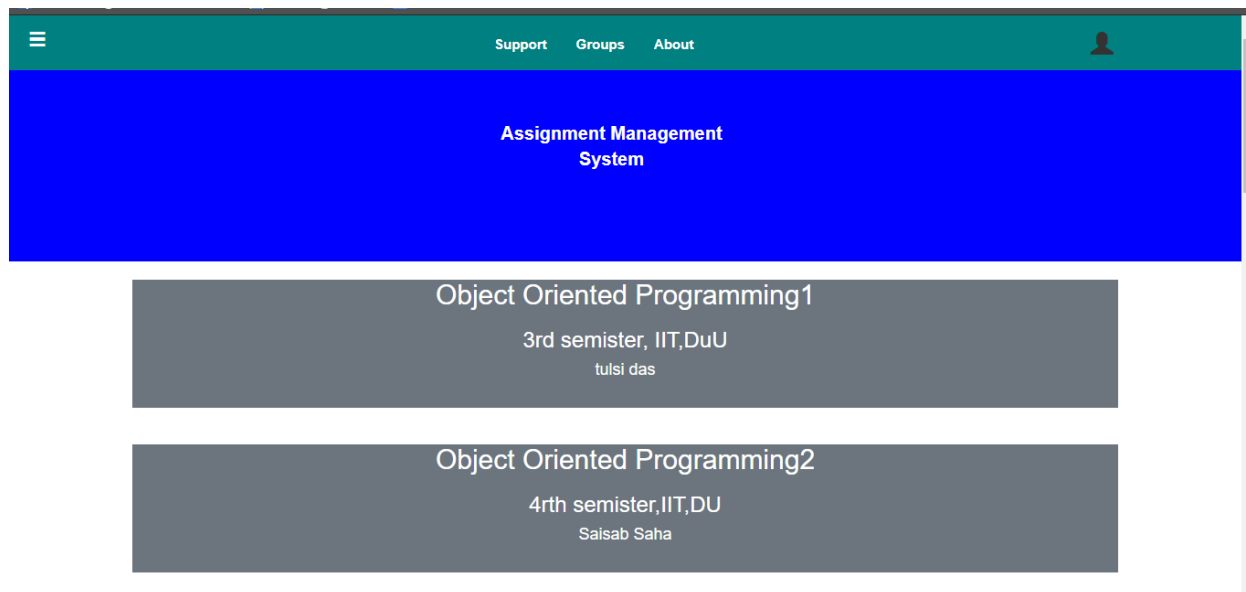 Support Groups About
Assignment Management
System
Object Oriented Programming1
3rd semister, IIT,DuU
tulsi das
Object Oriented Programming2
4rth semister,IIT,DU
Saisab Saha